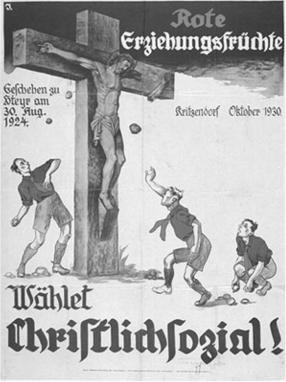 Rote
Erziehungsfrüchte
Geschehen zu
Steyr am
30. Aug.
1924.
Kritzendorf Oktober 1930.
Wählet
Christlichsozial!